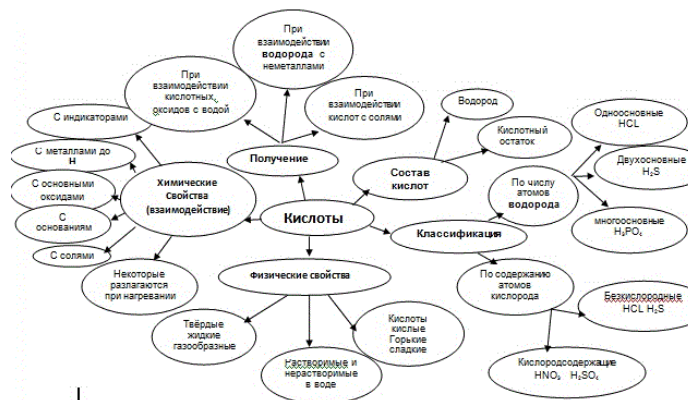 При
взаимодействии
водорода с
неметаллами
При
взаимодействии
кислотных
оксидов с водой
При
взаимодействии
кислот с солями
Водород
Кислотный
остаток
Одноосновные
HCL
Двухосновные
H₂S
многоосновные
H₃PO₄
С индикаторами
С металлами до
Н
С основными
оксидами
С
основаниям
С солями
Некоторые
разлагаются
при нагревании
Химические
Свойства
(взаимодействие)
Получение
Состав
кислот
По числу
атомов
водорода
Кислоты
Классификация
Физические свойства
По содержанию
атомов
кислорода
Безкислородные
HCL H₂S
Кислородсодержащие
HNO₃ H₂SO₄
Твёрдые
жидкие
газообразные
Растворимые и
нерастворимые
в воде
Кислоты
кислые
Горькие
сладкие